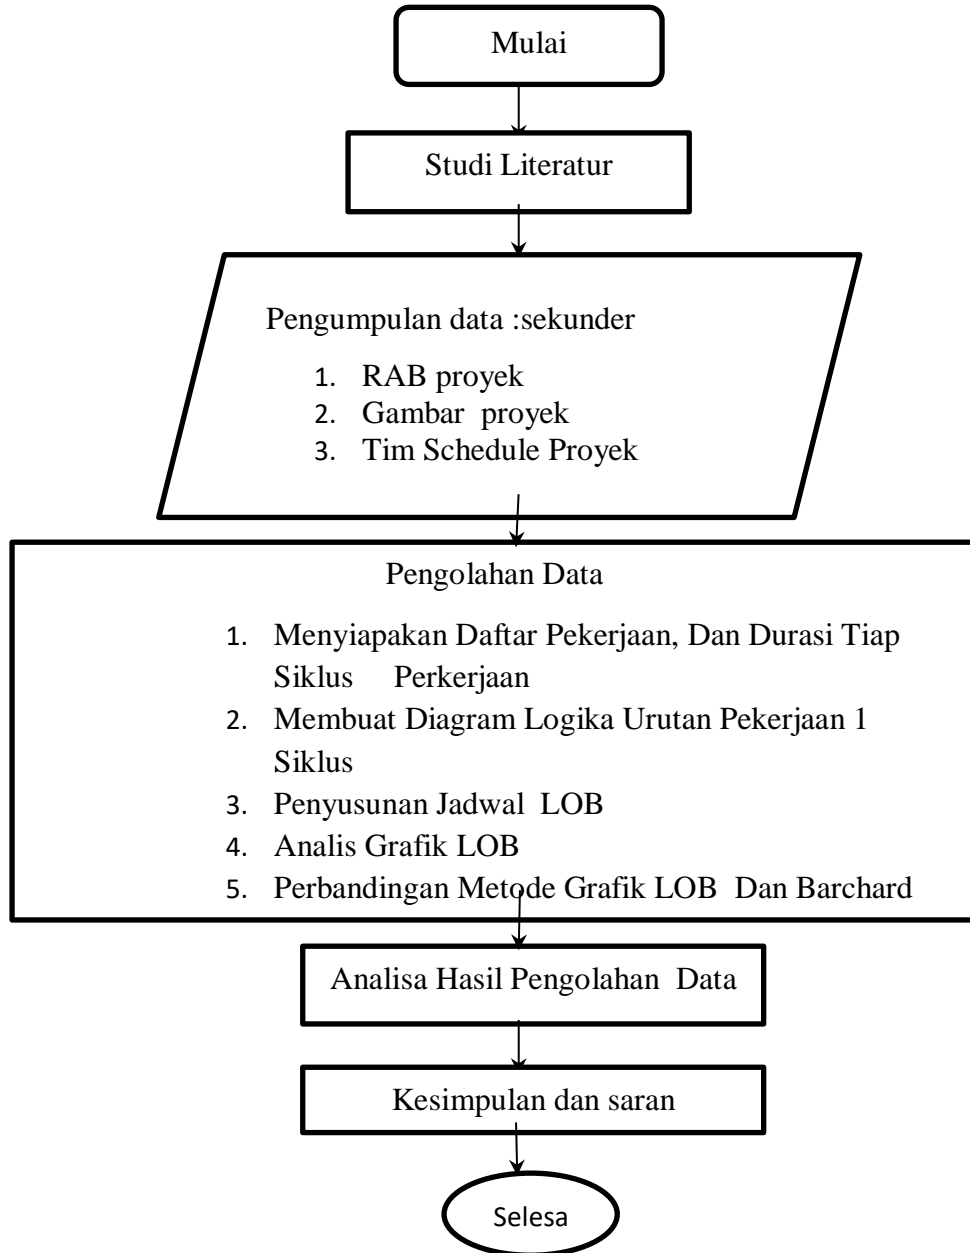 Mulai
Studi Literatur
Pengumpulan data :sekunder
1. RAB proyek
2. Gambar proyek
3. Tim Schedule Proyek
Pengolahan Data
1. Menyiapakan Daftar Pekerjaan, Dan Durasi Tiap
Siklus Perkerjaan
2. Membuat Diagram Logika Urutan Pekerjaan 1
Siklus
3. Penyusunan Jadwal LOB
4. Analis Grafik LOB
5. Perbandingan Metode Grafik LOB Dan Barchard
Analisa Hasil Pengolahan Data
Kesimpulan dan saran
Selesa